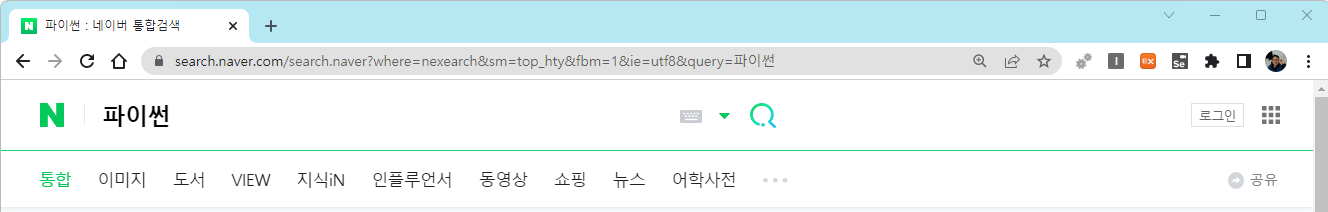 N 파이썬 : 네이버 통합검색
search.naver.com/search.naver?where=nexearch&sm=top_hty&fbm=1&ie=utf8&query=파이썬
I EX Se
N 파이썬 로그인
통합 이미지 도서 VIEW 지식iN 인플루언서 동영상 쇼핑 뉴스 어학사전 공유